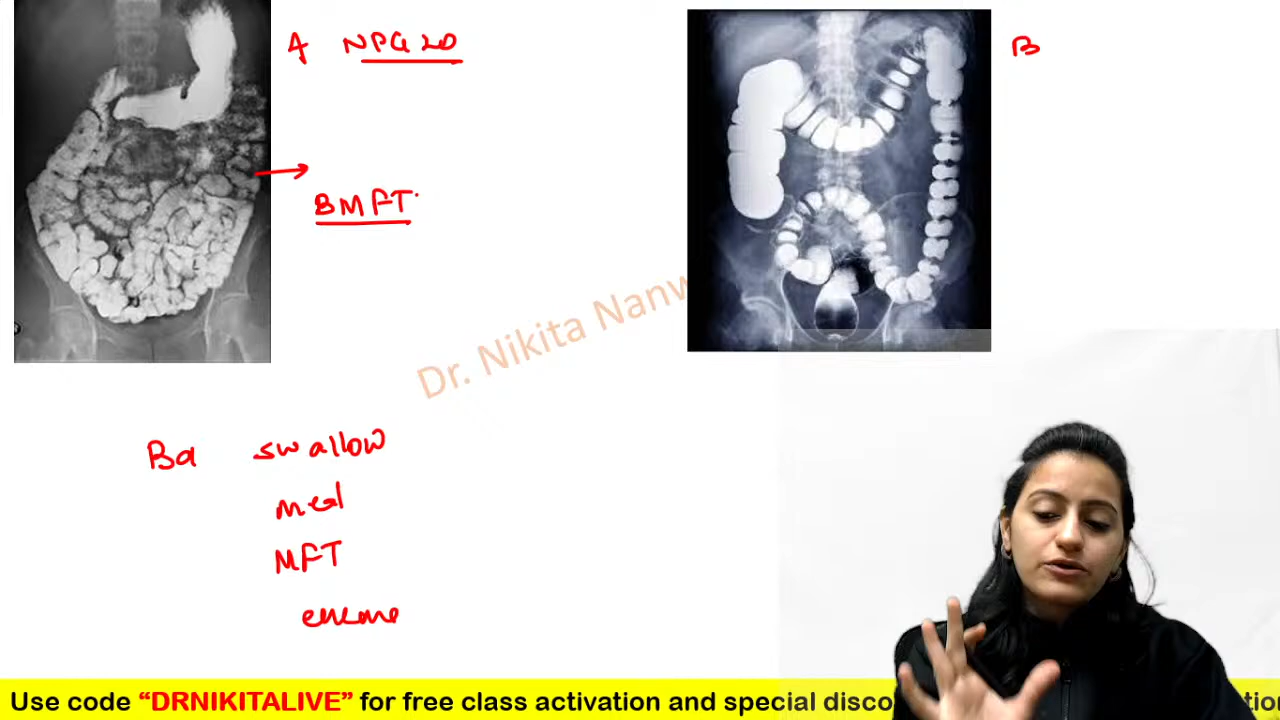 A NPG 20
B
BMFT
Dr. Nikita Nanw
Ba swallow
meal
MFT
enema
Use code “DRNIKITALIVE” for free class activation and special disco